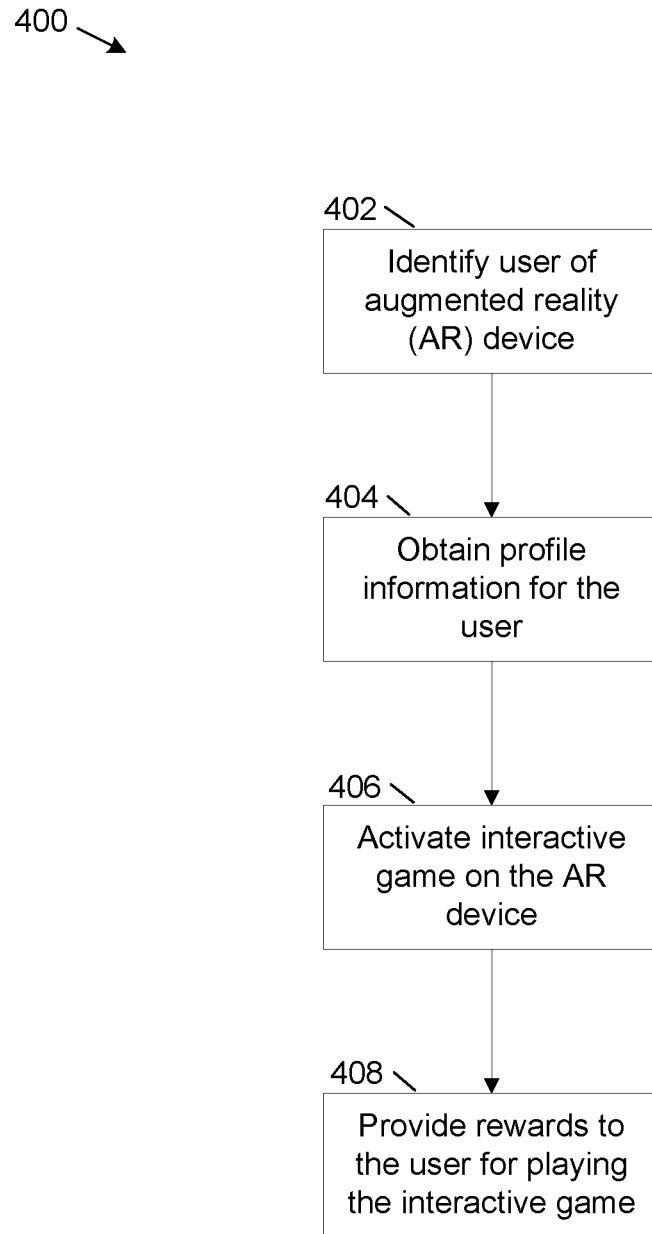 400
402
Identify user of
augmented reality
(AR) device
404
Obtain profile
information for the
user
406
Activate interactive
game on the AR
device
408
Provide rewards to
the user for playing
the interactive game